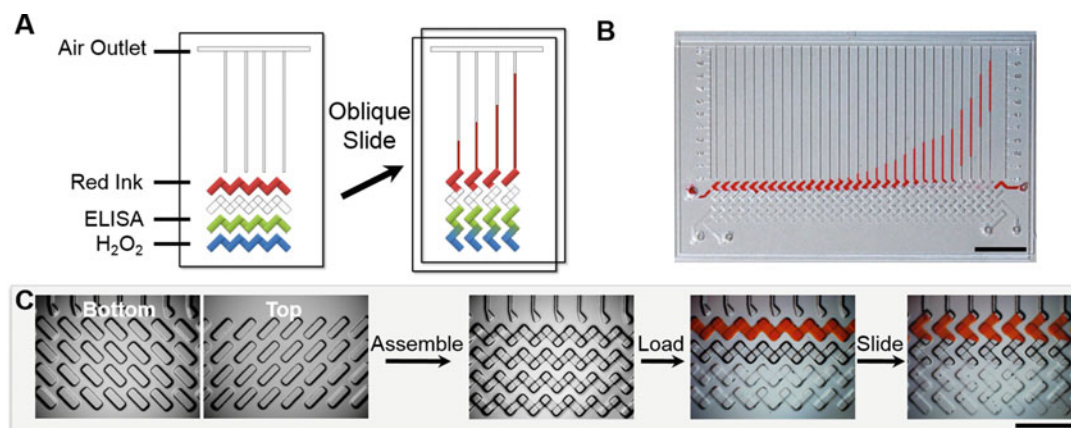 A
Air Outlet
Red Ink
ELISA
H₂O₂
Oblique
Slide
B
C
Bottom
Top
Assemble
Load
Slide